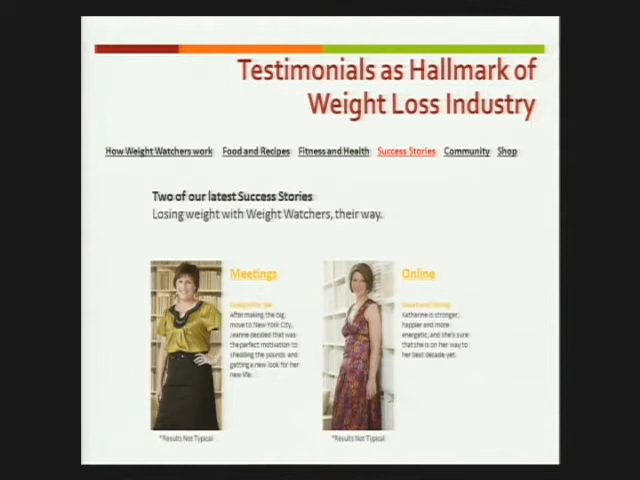 Testimonials as Hallmark of
Weight Loss Industry
How Weight Watchers work Food and Recipes Fitness and Health Success Stories Community Shop
Two of our latest Success Stories
Losing weight with Weight Watchers, their way.
Meetings
After making the big
move to New York City,
Jeanne decided that was
the perfect motivation to
shedding the pounds and
getting a new look for her
new life.
*Results Not Typical
Online
Katherine is stronger,
happier and more
energetic, and she's sure
that she is on her way to
her best decade yet.
*Results Not Typical